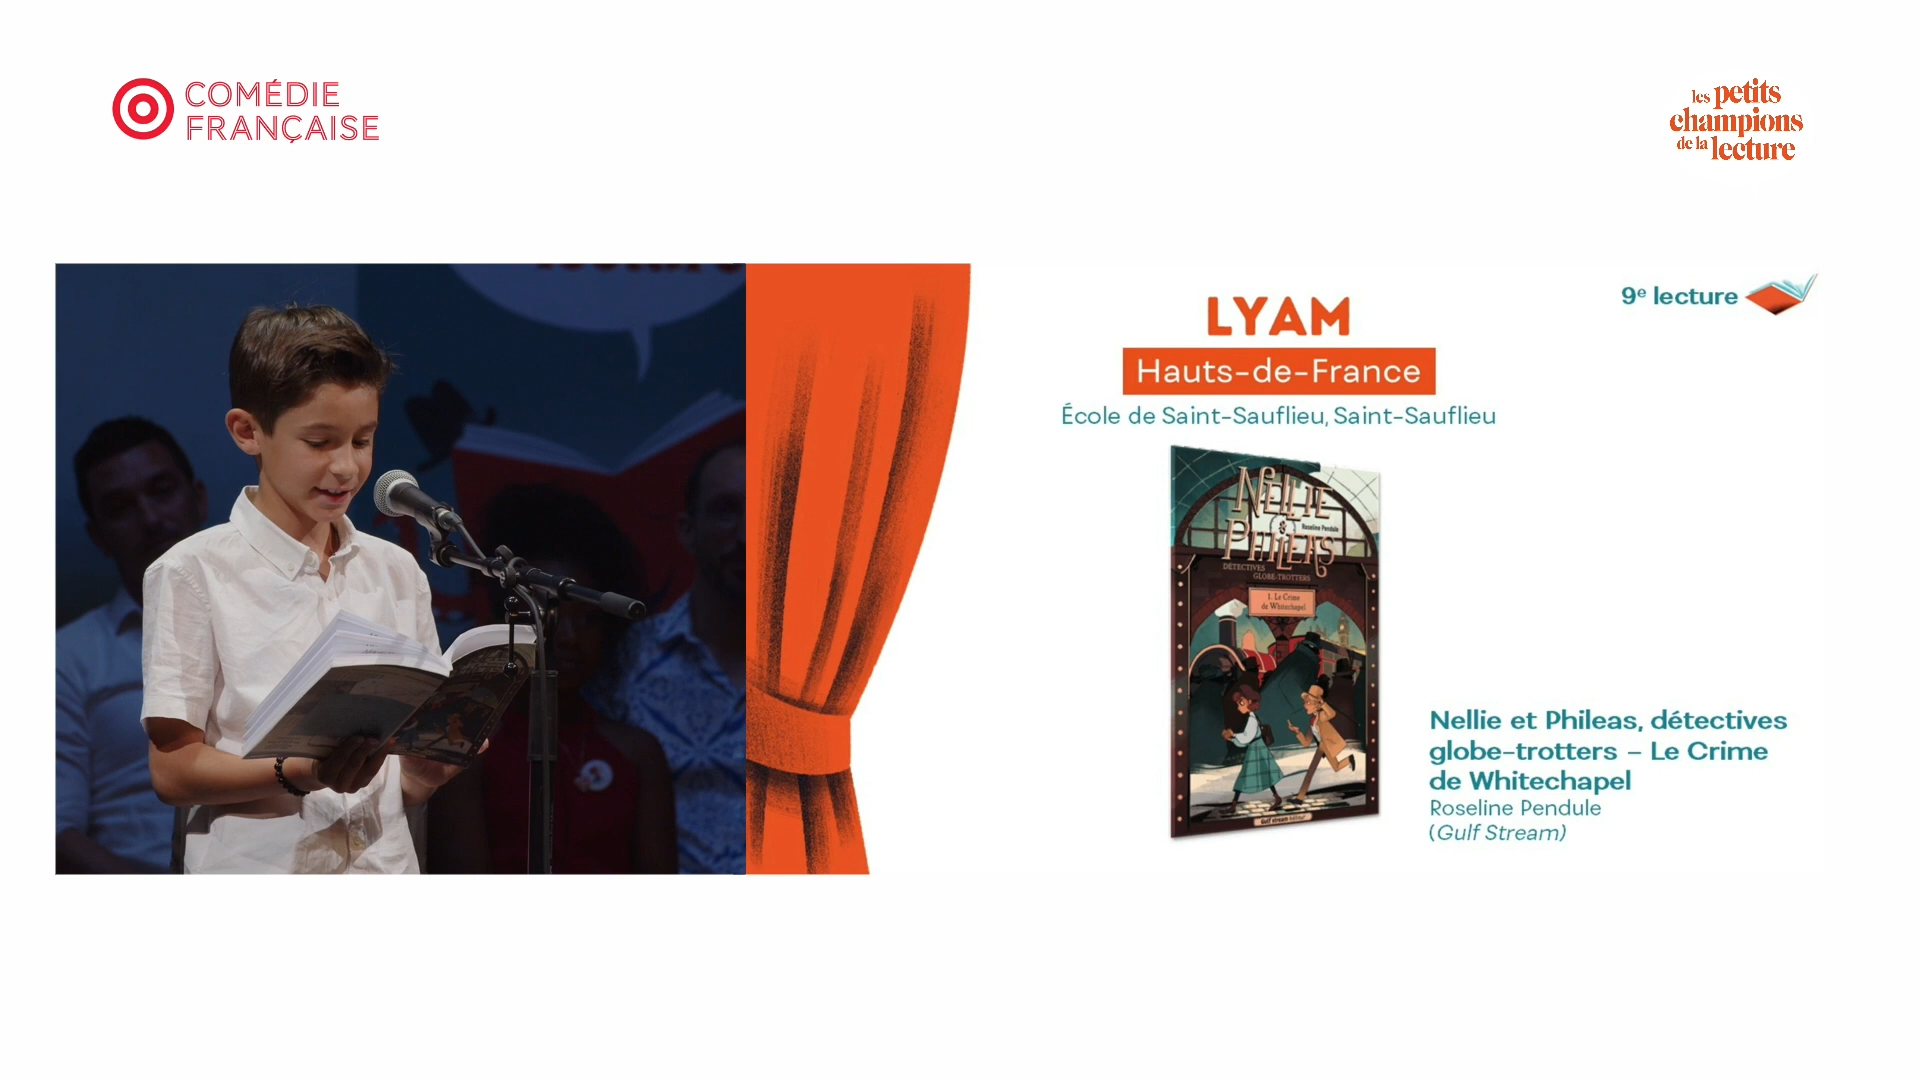 COMÉDIE
FRANÇAISE
les petits
champions
de la lecture
9e lecture
LYAM
Hauts-de-France
École de Saint-Sauflieu, Saint-Sauflieu
NELLIE
&
Roseline Pendule
PHILEAS
DÉTECTIVES
GLOBE-TROTTERS
1. Le Crime
de Whitechapel
Gulf stream
Nellie et Phileas, détectives
globe-trotters – Le Crime
de Whitechapel
Roseline Pendule
(Gulf Stream)